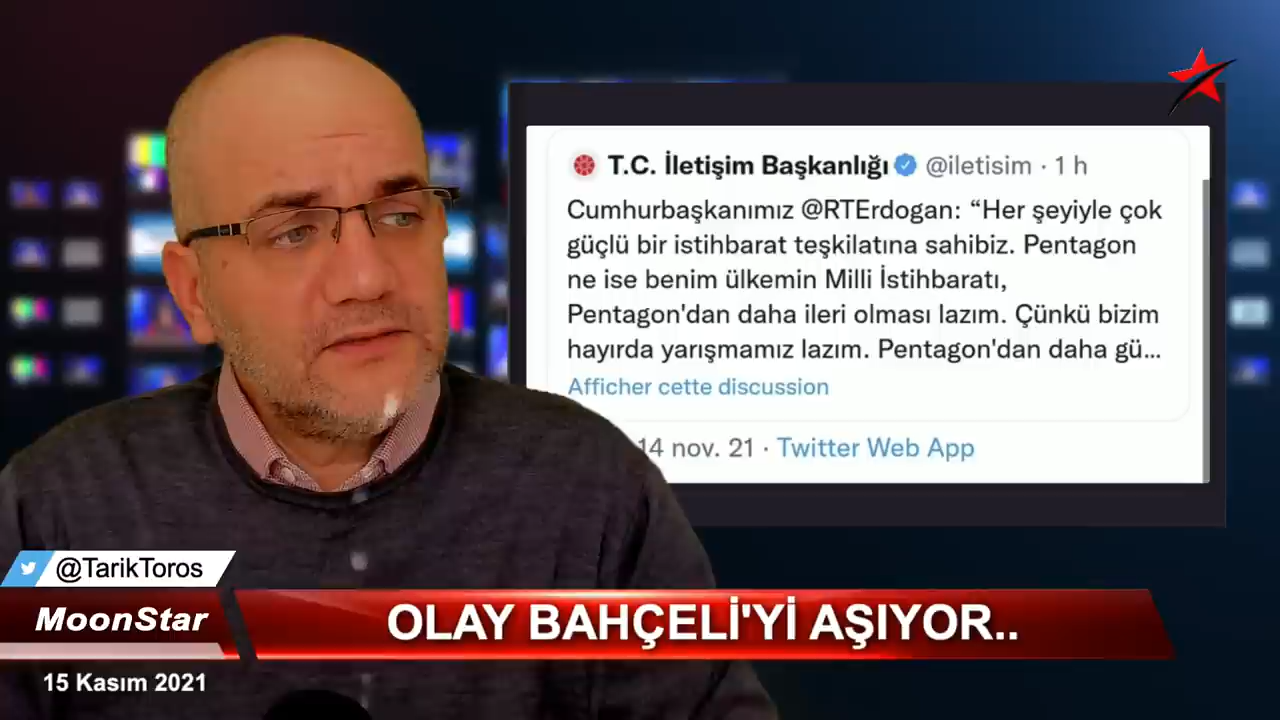 T.C. İletişim Başkanlığı @iletisim · 1 h
Cumhurbaşkanımız @RTErdogan: “Her şeyiyle çok
güçlü bir istihbarat teşkilatına sahibiz. Pentagon
ne ise benim ülkemin Milli İstihbaratı,
Pentagon'dan daha ileri olması lazım. Çünkü bizim
hayırda yarışmamız lazım. Pentagon'dan daha gü...
Afficher cette discussion
14 nov. 21 · Twitter Web App
@TarikToros
MoonStar
OLAY BAHÇELİ'Yİ AŞIYOR..
15 Kasım 2021